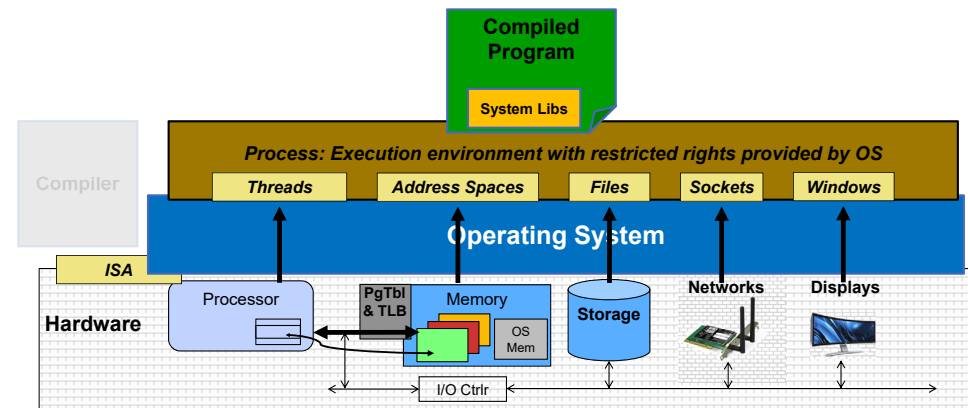 Compiled
Program
System Libs
Compiler
Process: Execution environment with restricted rights provided by OS
Threads
Address Spaces
Files
Sockets
Windows
Operating System
ISA
Hardware
Processor
PgTbl
& TLB
Memory
OS
Mem
Storage
Networks
Displays
I/O Ctrlr